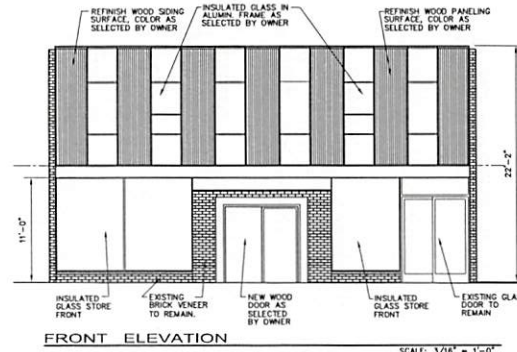 REFINISH WOOD SIDING
SURFACE, COLOR AS
SELECTED BY OWNER
INSULATED GLASS IN
ALUMIN. FRAME AS
SELECTED BY OWNER
REFINISH WOOD PANELING
SURFACE, COLOR AS
SELECTED BY OWNER
22'-2"
11'-0"
INSULATED
GLASS STORE
FRONT
EXISTING
BRICK VENEER
TO REMAIN.
NEW WOOD
DOOR AS
SELECTED
BY OWNER
INSULATED
GLASS STORE
FRONT
EXISTING GLA
DOOR TO
REMAIN
FRONT ELEVATION
SCALE: 3/16" = 1'-0"